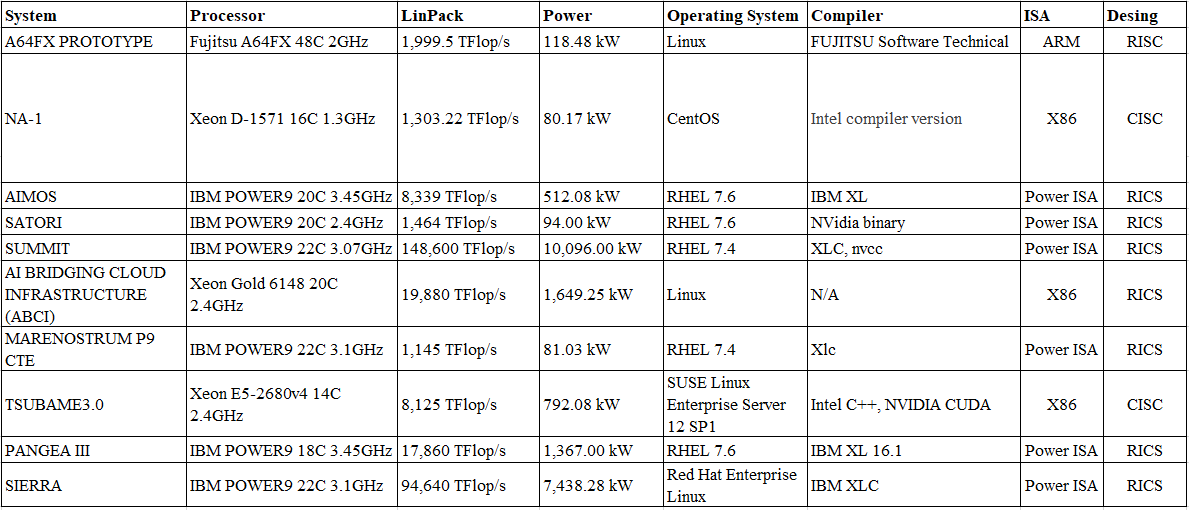 System Processor LinPack Power Operating System Compiler ISA Desing
A64FX PROTOTYPE Fujitsu A64FX 48C 2GHz 1,999.5 TFlop/s 118.48 kW Linux FUJITSU Software Technical ARM RISC
NA-1 Xeon D-1571 16C 1.3GHz 1,303.22 TFlop/s 80.17 kW CentOS Intel compiler version X86 CISC
AIMOS IBM POWER9 20C 3.45GHz 8,339 TFlop/s 512.08 kW RHEL 7.6 IBM XL Power ISA RICS
SATORI IBM POWER9 20C 2.4GHz 1,464 TFlop/s 94.00 kW RHEL 7.6 NVidia binary Power ISA RICS
SUMMIT IBM POWER9 22C 3.07GHz 148,600 TFlop/s 10,096.00 kW RHEL 7.4 XLC, nvcc Power ISA RICS
AI BRIDGING CLOUD
INFRASTRUCTURE
(ABCI)
Xeon Gold 6148 20C
2.4GHz
19,880 TFlop/s 1,649.25 kW Linux N/A X86 RICS
MARENOSTRUM P9
CTE
IBM POWER9 22C 3.1GHz 1,145 TFlop/s 81.03 kW RHEL 7.4 Xlc Power ISA RICS
TSUBAME3.0
Xeon E5-2680v4 14C
2.4GHz
8,125 TFlop/s 792.08 kW
SUSE Linux
Enterprise Server
12 SP1
Intel C++, NVIDIA CUDA X86 CISC
PANGEA III IBM POWER9 18C 3.45GHz 17,860 TFlop/s 1,367.00 kW RHEL 7.6 IBM XL 16.1 Power ISA RICS
SIERRA IBM POWER9 22C 3.1GHz 94,640 TFlop/s 7,438.28 kW
Red Hat Enterprise
Linux
IBM XLC Power ISA RICS